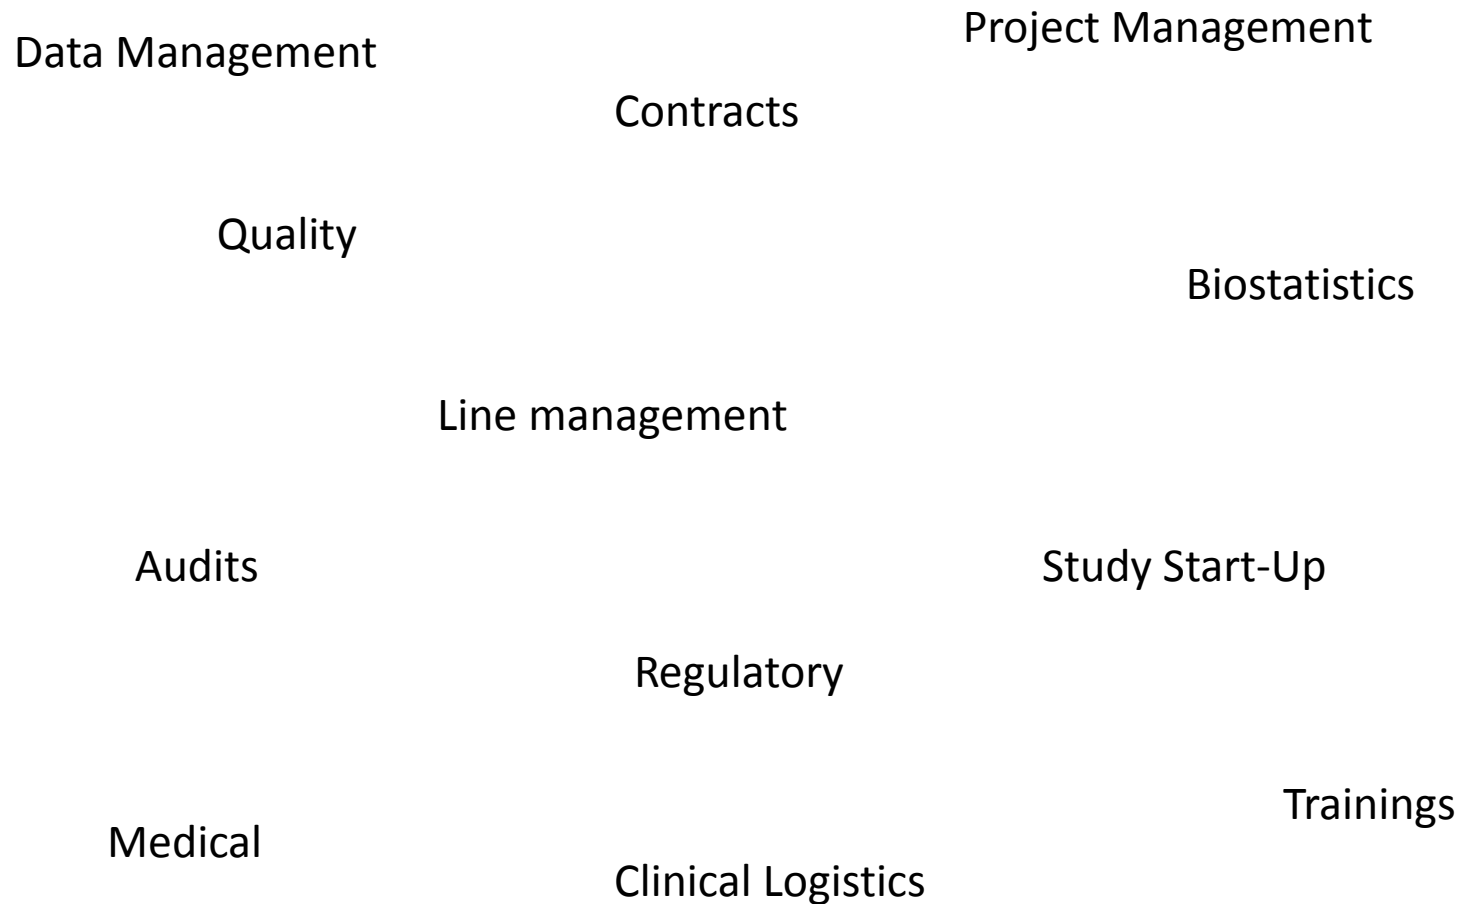 Project Management
Data Management
Contracts
Quality
Biostatistics
Line management
Audits
Study Start-Up
Regulatory
Trainings
Medical
Clinical Logistics